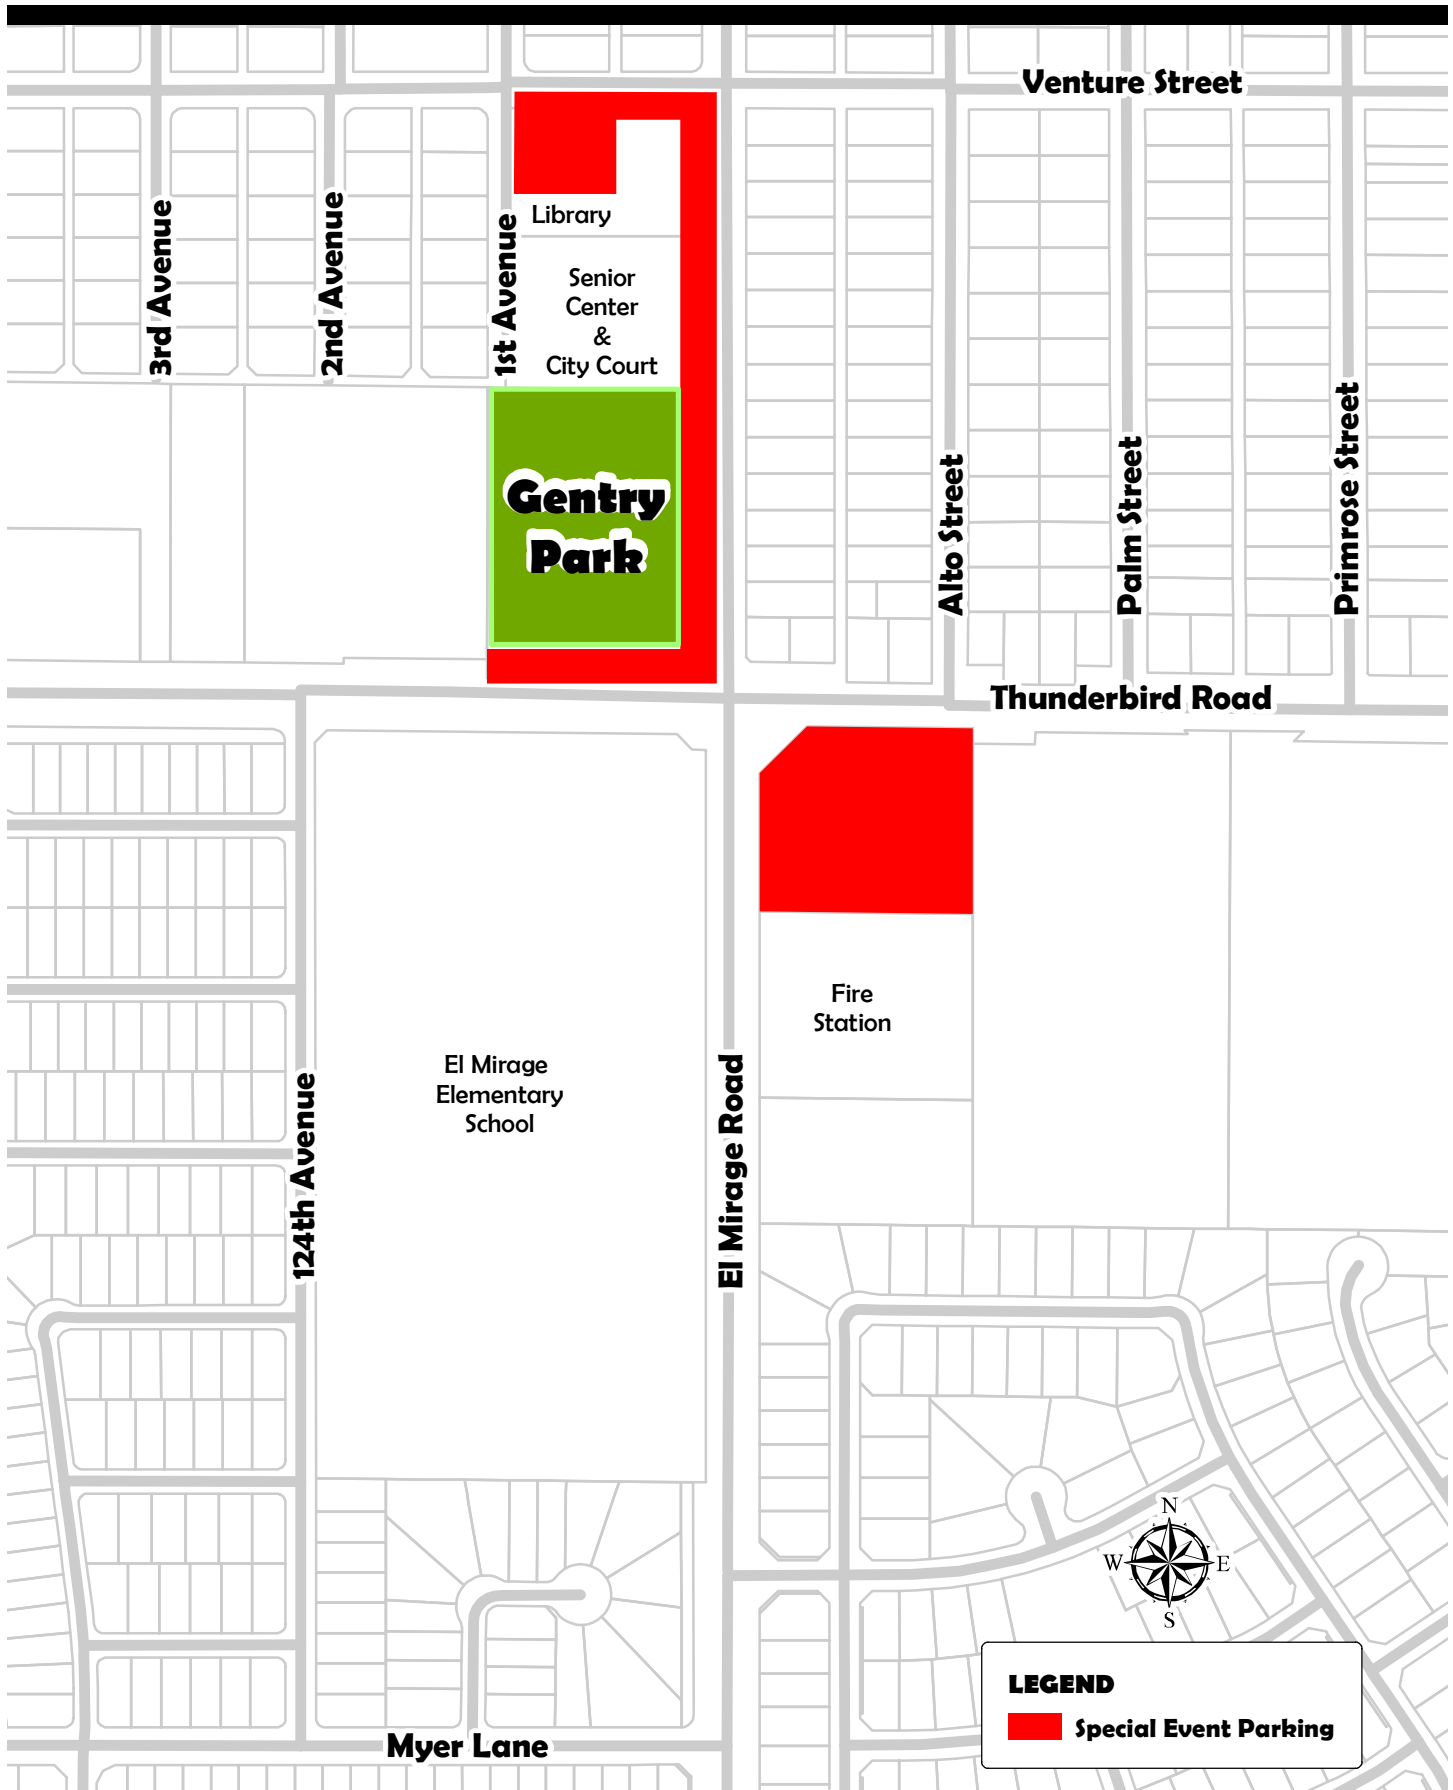 Venture Street
3rd Avenue
2nd Avenue
1st Avenue
Library
Senior
Center
&
City Court
Gentry
Park
Alto Street
Palm Street
Primrose Street
Thunderbird Road
Fire
Station
El Mirage
Elementary
School
124th Avenue
El Mirage Road
N
W
E
S
LEGEND
Special Event Parking
Myer Lane